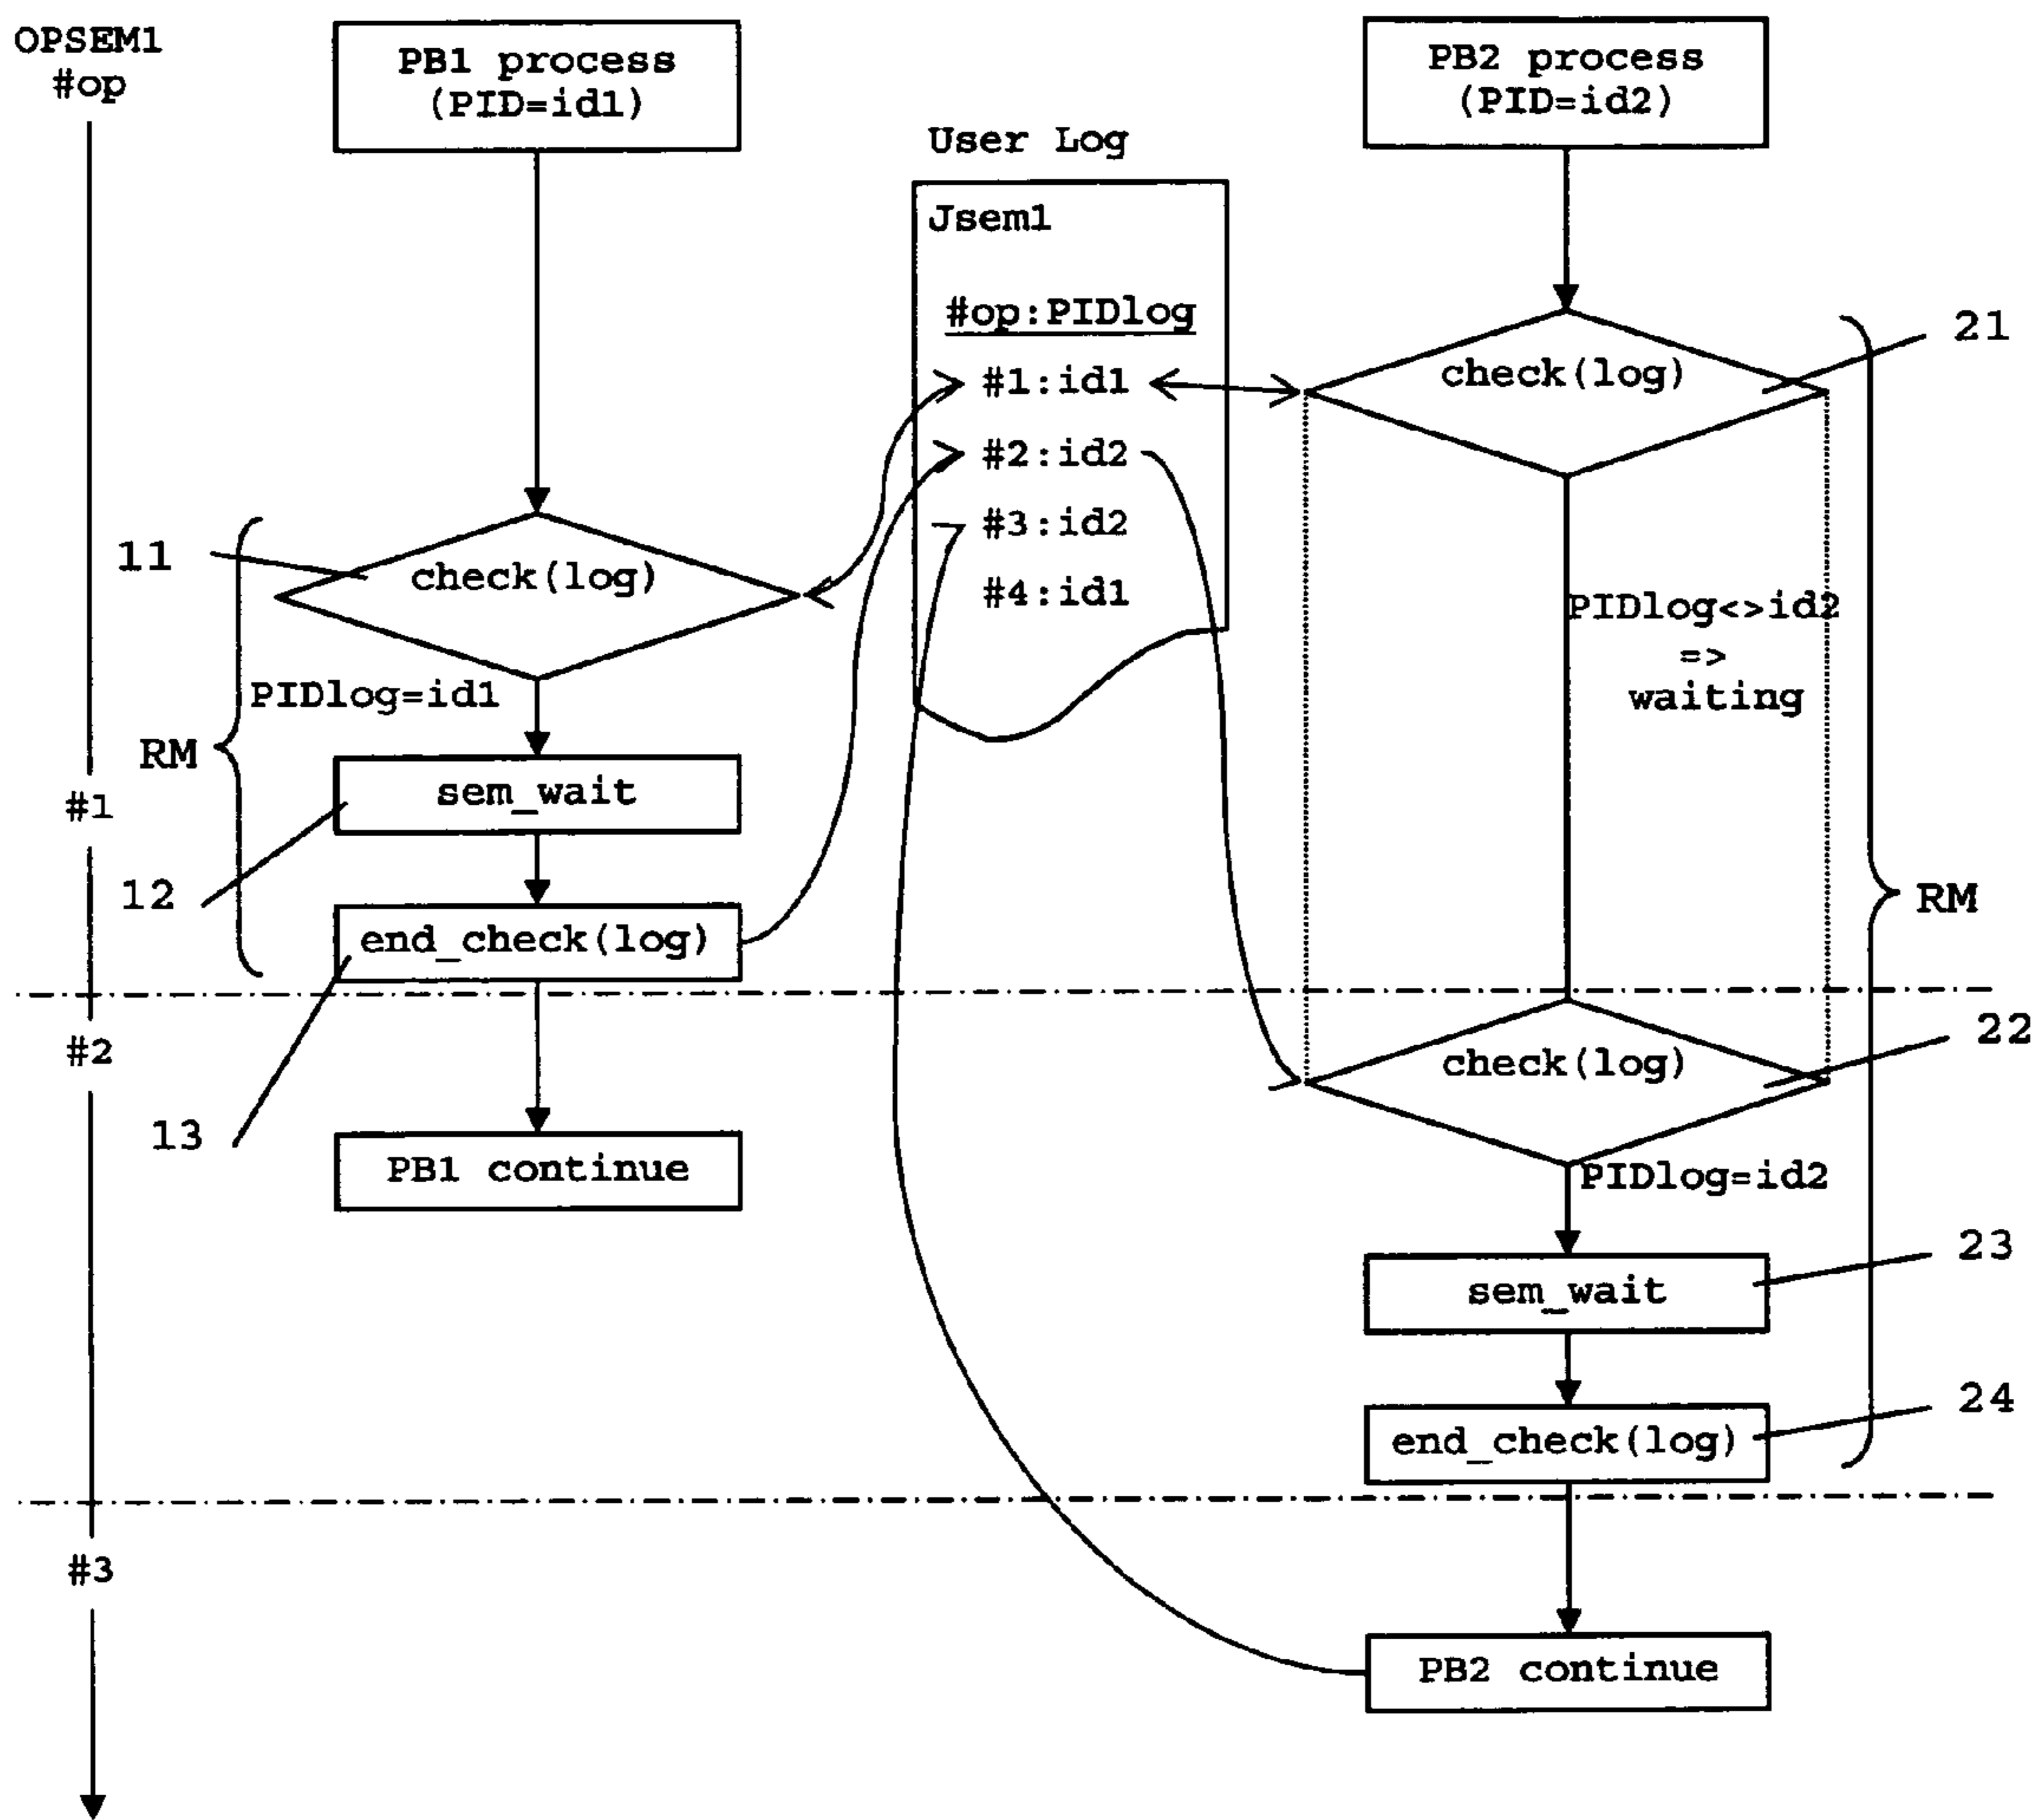 OPSEM1
#op
PB1 process
(PID=id1)
PB2 process
(PID=id2)
User Log
Jsem1
#op:PIDlog
#1:id1
#2:id2
#3:id2
#4:id1
check(log)
21
11
check(log)
PIDlog<>id2
=>
waiting
PIDlog=id1
RM
#1
sem_wait
12
end_check(log)
RM
#2
check(log)
22
13
PB1 continue
PIDlog=id2
23
sem_wait
24
end_check(log)
#3
PB2 continue